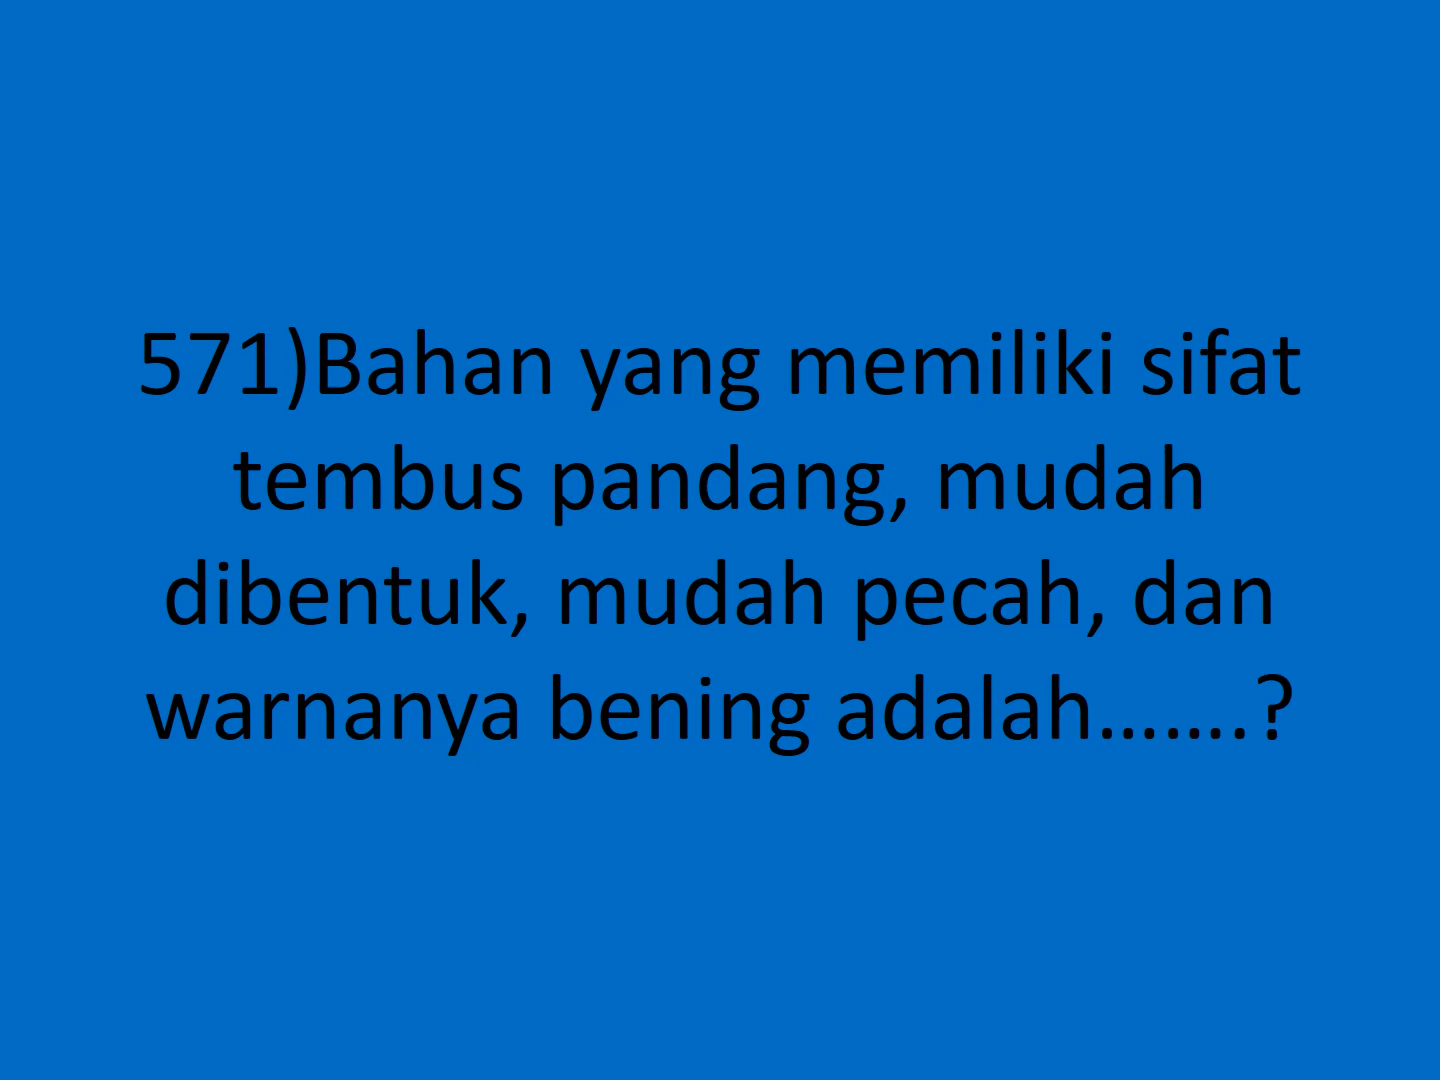 571)Bahan yang memiliki sifat
tembus pandang, mudah
dibentuk, mudah pecah, dan
warnanya bening adalah…….?